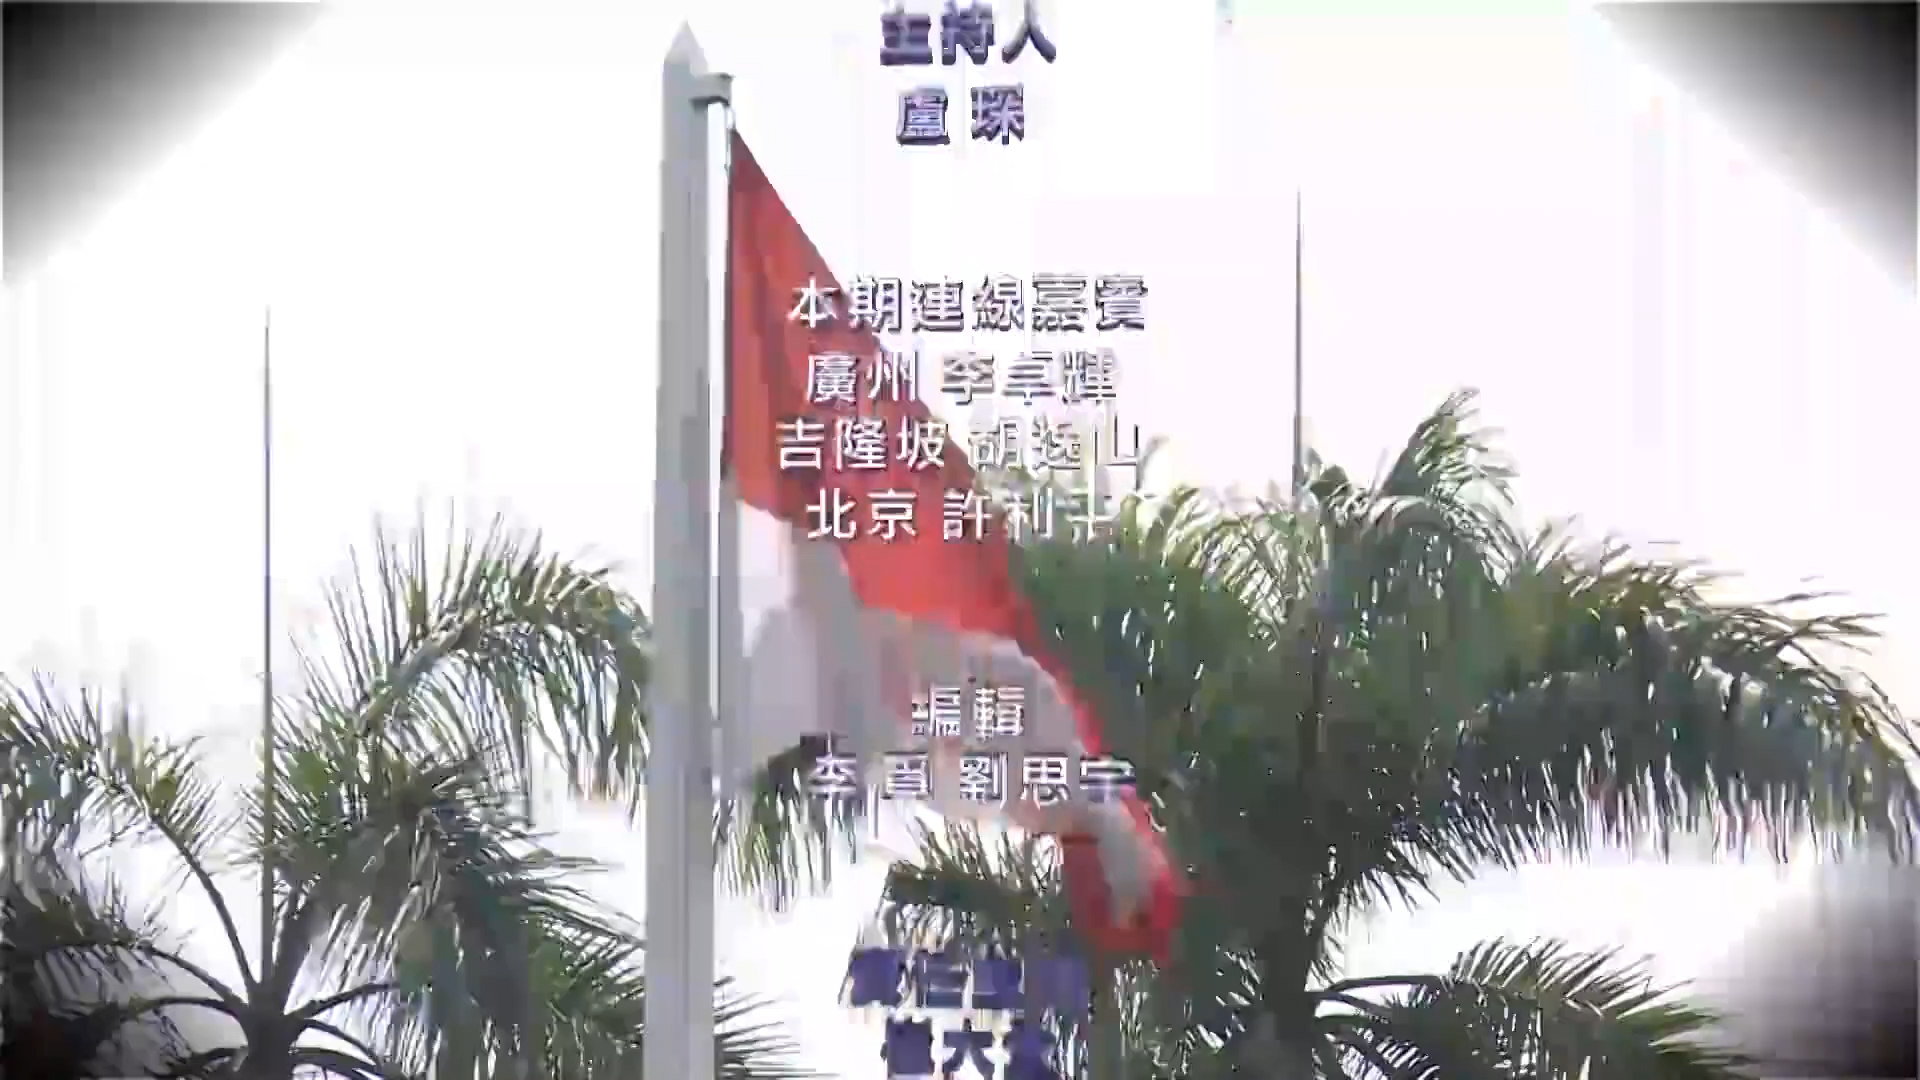 主持人
盧琛
本期連線嘉賓
廣州 李卓輝
吉隆坡 胡逸山
北京 許利平
編輯
李 劉思宇